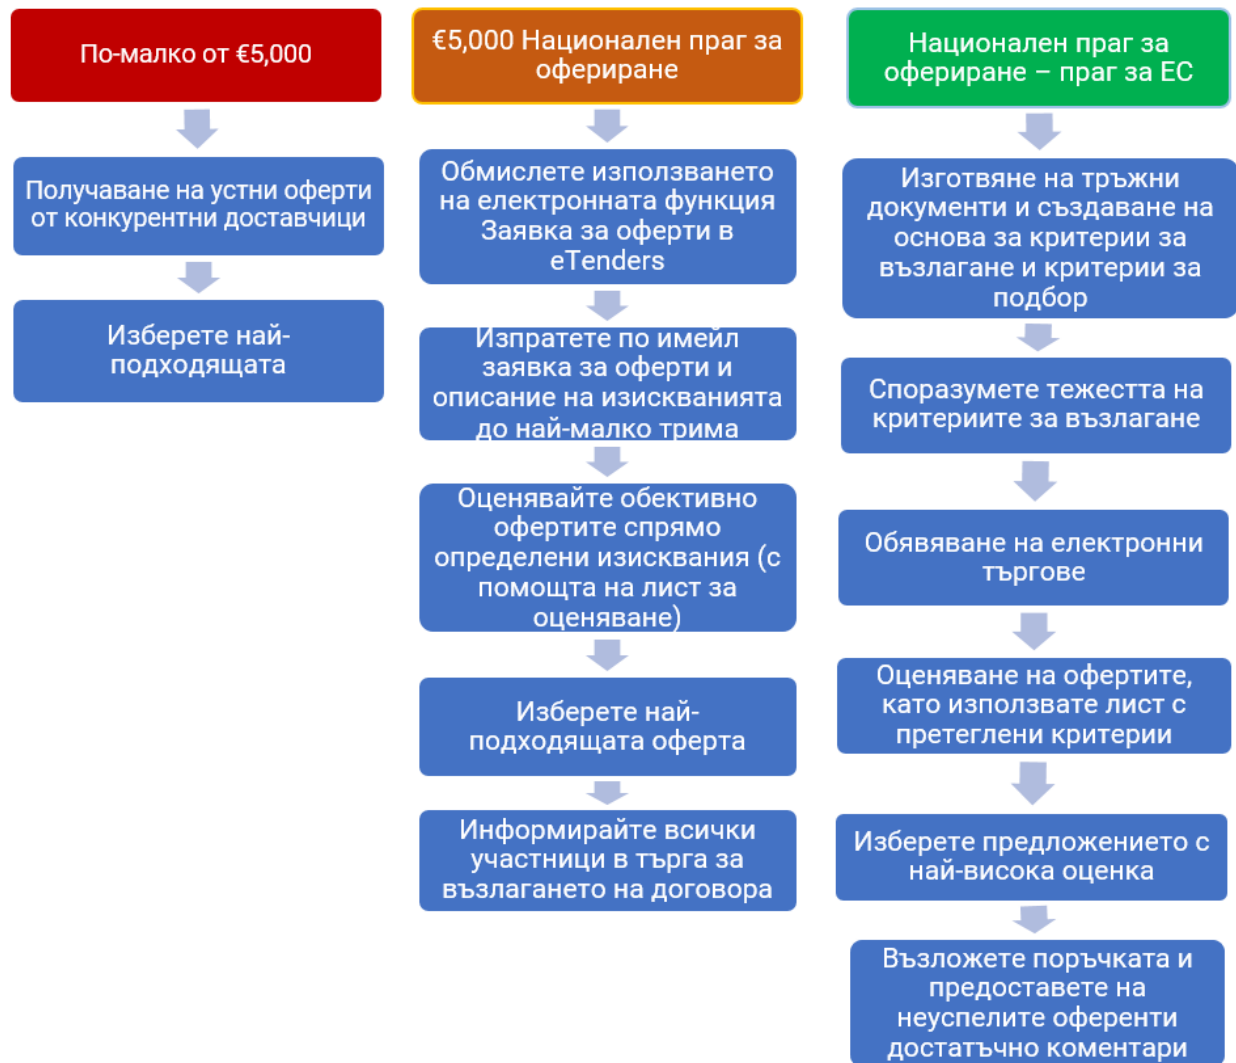 По-малко от €5,000
Получаване на устни оферти
от конкурентни доставчици
Изберете най-
подходящата
€5,000 Национален праг за
офериране
Обмислете използването
на електронната функция
Заявка за оферти в
eTenders
Изпратете по имейл
заявка за оферти и
описание на изискванията
до най-малко трима
Оценявайте обективно
офертите спрямо
определени изисквания (с
помощта на лист за
оценяване)
Изберете най-
подходящата оферта
Информирайте всички
участници в търга за
възлагането на договора
Национален праг за
офериране – праг за ЕС
Изготвяне на тръжни
документи и създаване на
основа за критерии за
възлагане и критерии за
подбор
Споразумете тежестта на
критериите за възлагане
Обявяване на електронни
търгове
Оценяване на офертите,
като използвате лист с
претеглени критерии
Изберете предложението с
най-висока оценка
Възложете поръчката и
предоставете на
неуспелите оференти
достатъчно коментари